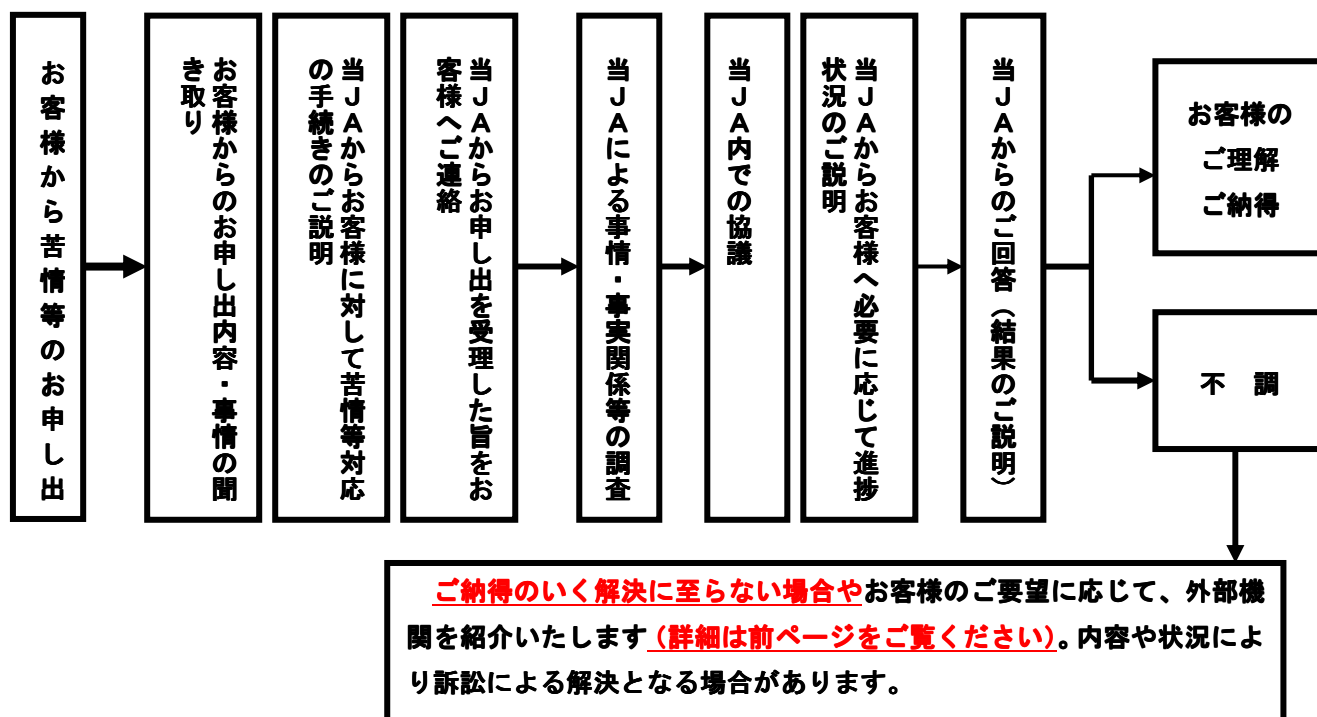 お客様から苦情等のお申し出
お客様からのお申し出内容・事情の聞
き取り
当ＪＡからお客様に対して苦情等対応
の手続きのご説明
当ＪＡからお申し出を受理した旨をお
客様へご連絡
当ＪＡによる事情・事実関係等の調査
当ＪＡ内での協議
当ＪＡからお客様へ必要に応じて進捗
状況のご説明
当ＪＡからのご回答（結果のご説明）
お客様の
ご理解
ご納得
不　調
ご納得のいく解決に至らない場合やお客様のご要望に応じて、外部機
関を紹介いたします（詳細は前ページをご覧ください）。内容や状況によ
り訴訟による解決となる場合があります。